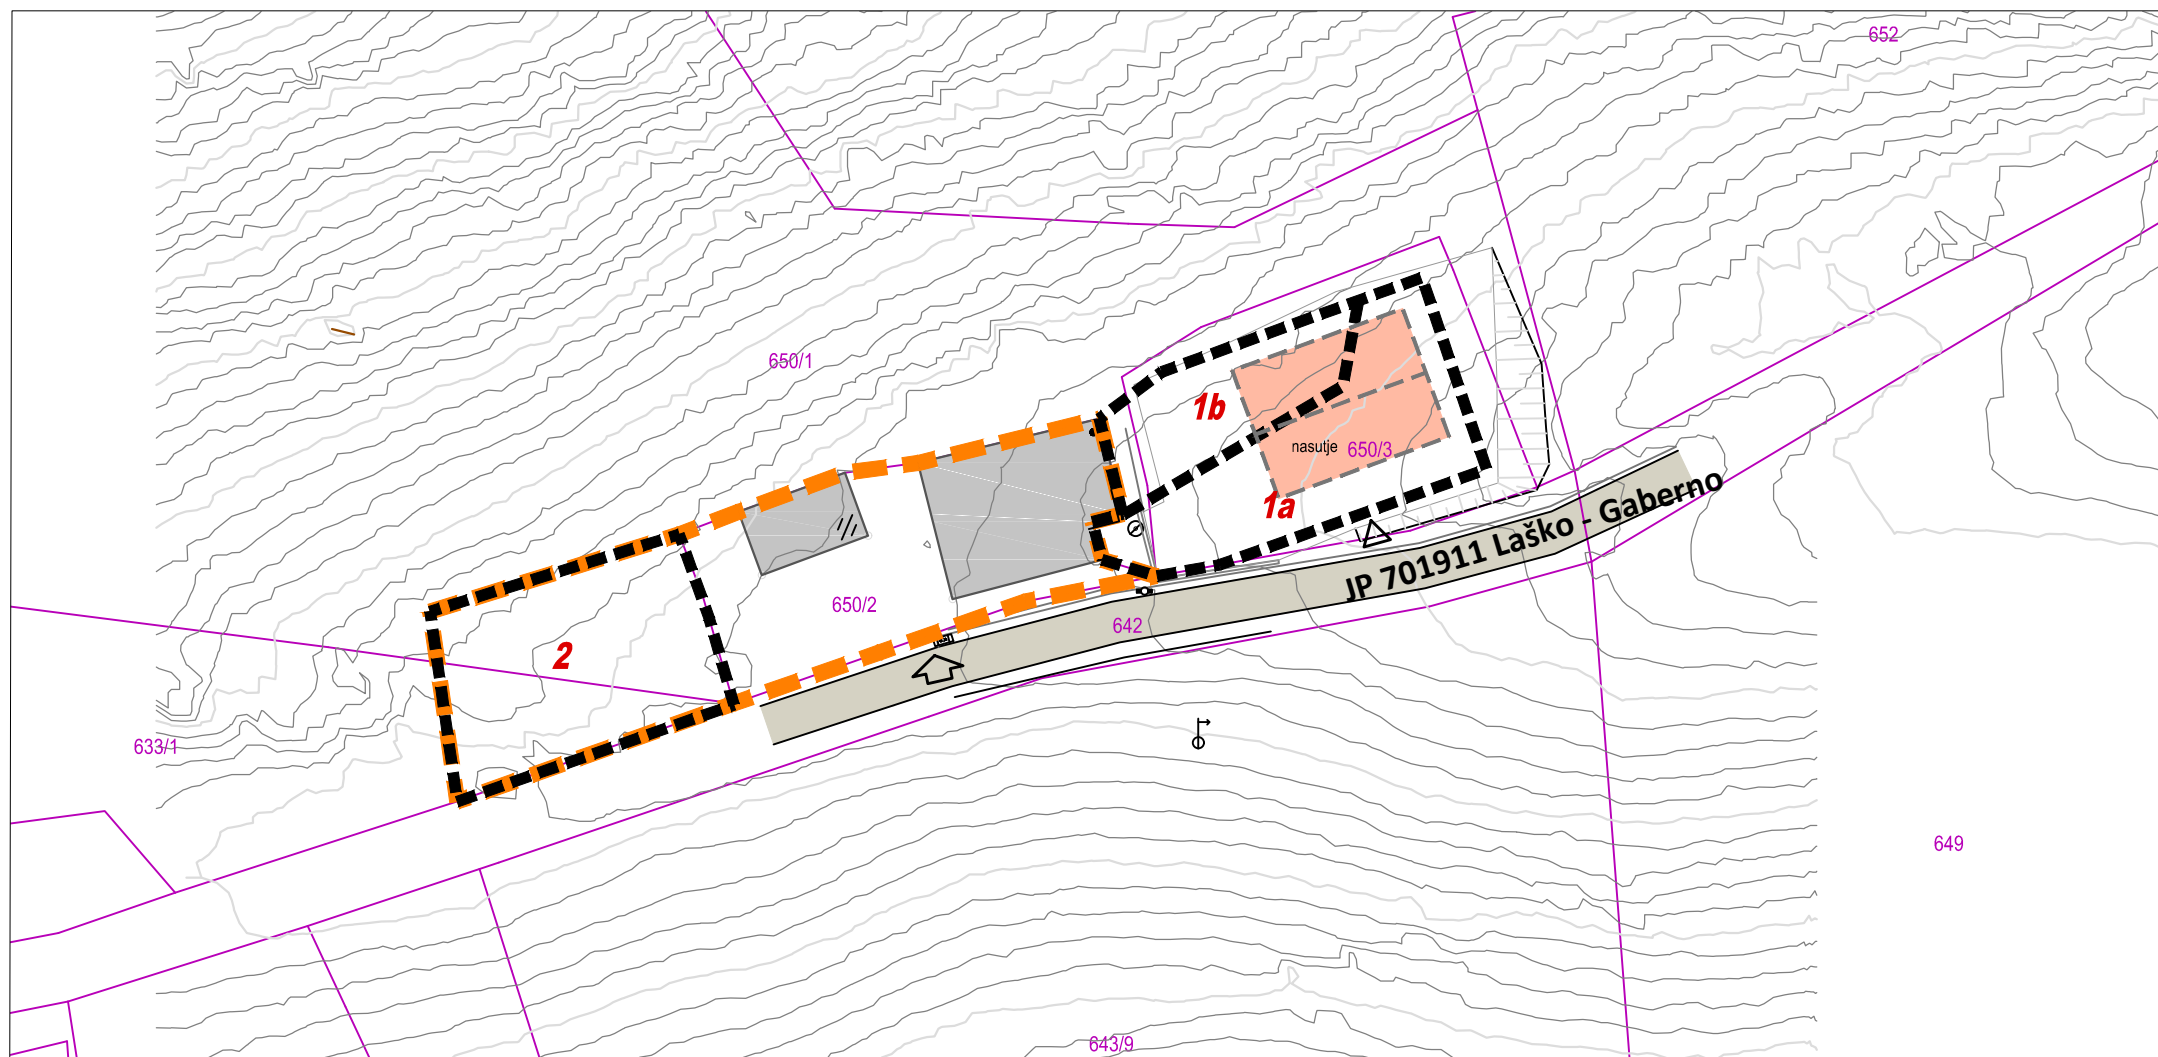 652
650/1
1b
nasutje
650/3
1a
JP 701911 Laško - Gaberno
650/2
642
2
633/1
649
643/9